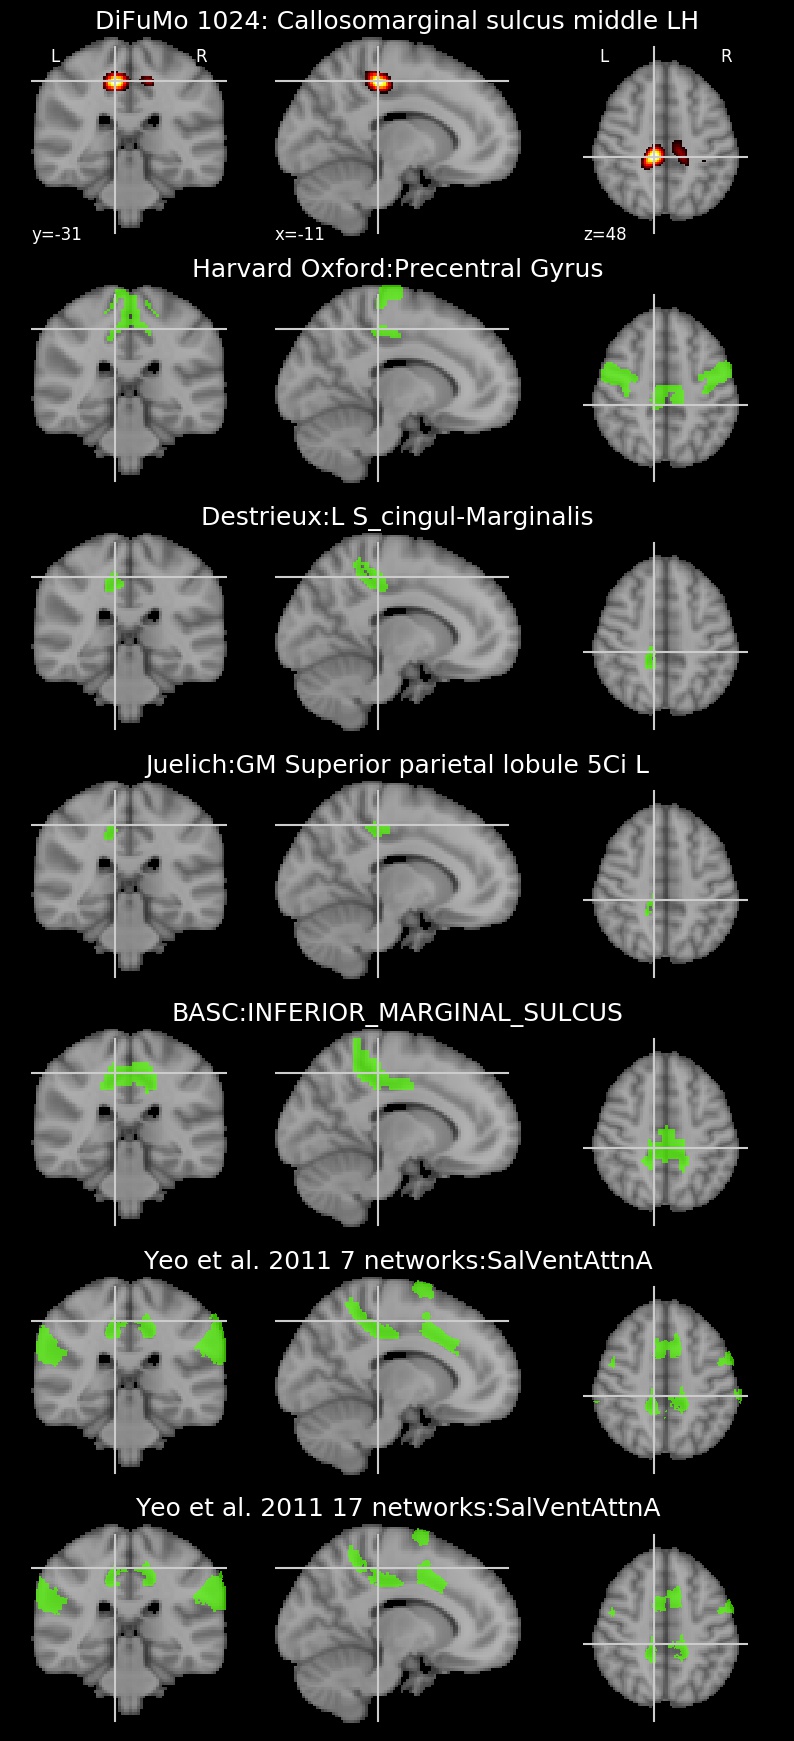 DiFuMo 1024: Callosomarginal sulcus middle LH
L R L R
y=-31 x=-11 z=48
Harvard Oxford:Precentral Gyrus
Destrieux:L S_cingul-Marginalis
Juelich:GM Superior parietal lobule 5Ci L
BASC:INFERIOR_MARGINAL_SULCUS
Yeo et al. 2011 7 networks:SalVentAttnA
Yeo et al. 2011 17 networks:SalVentAttnA